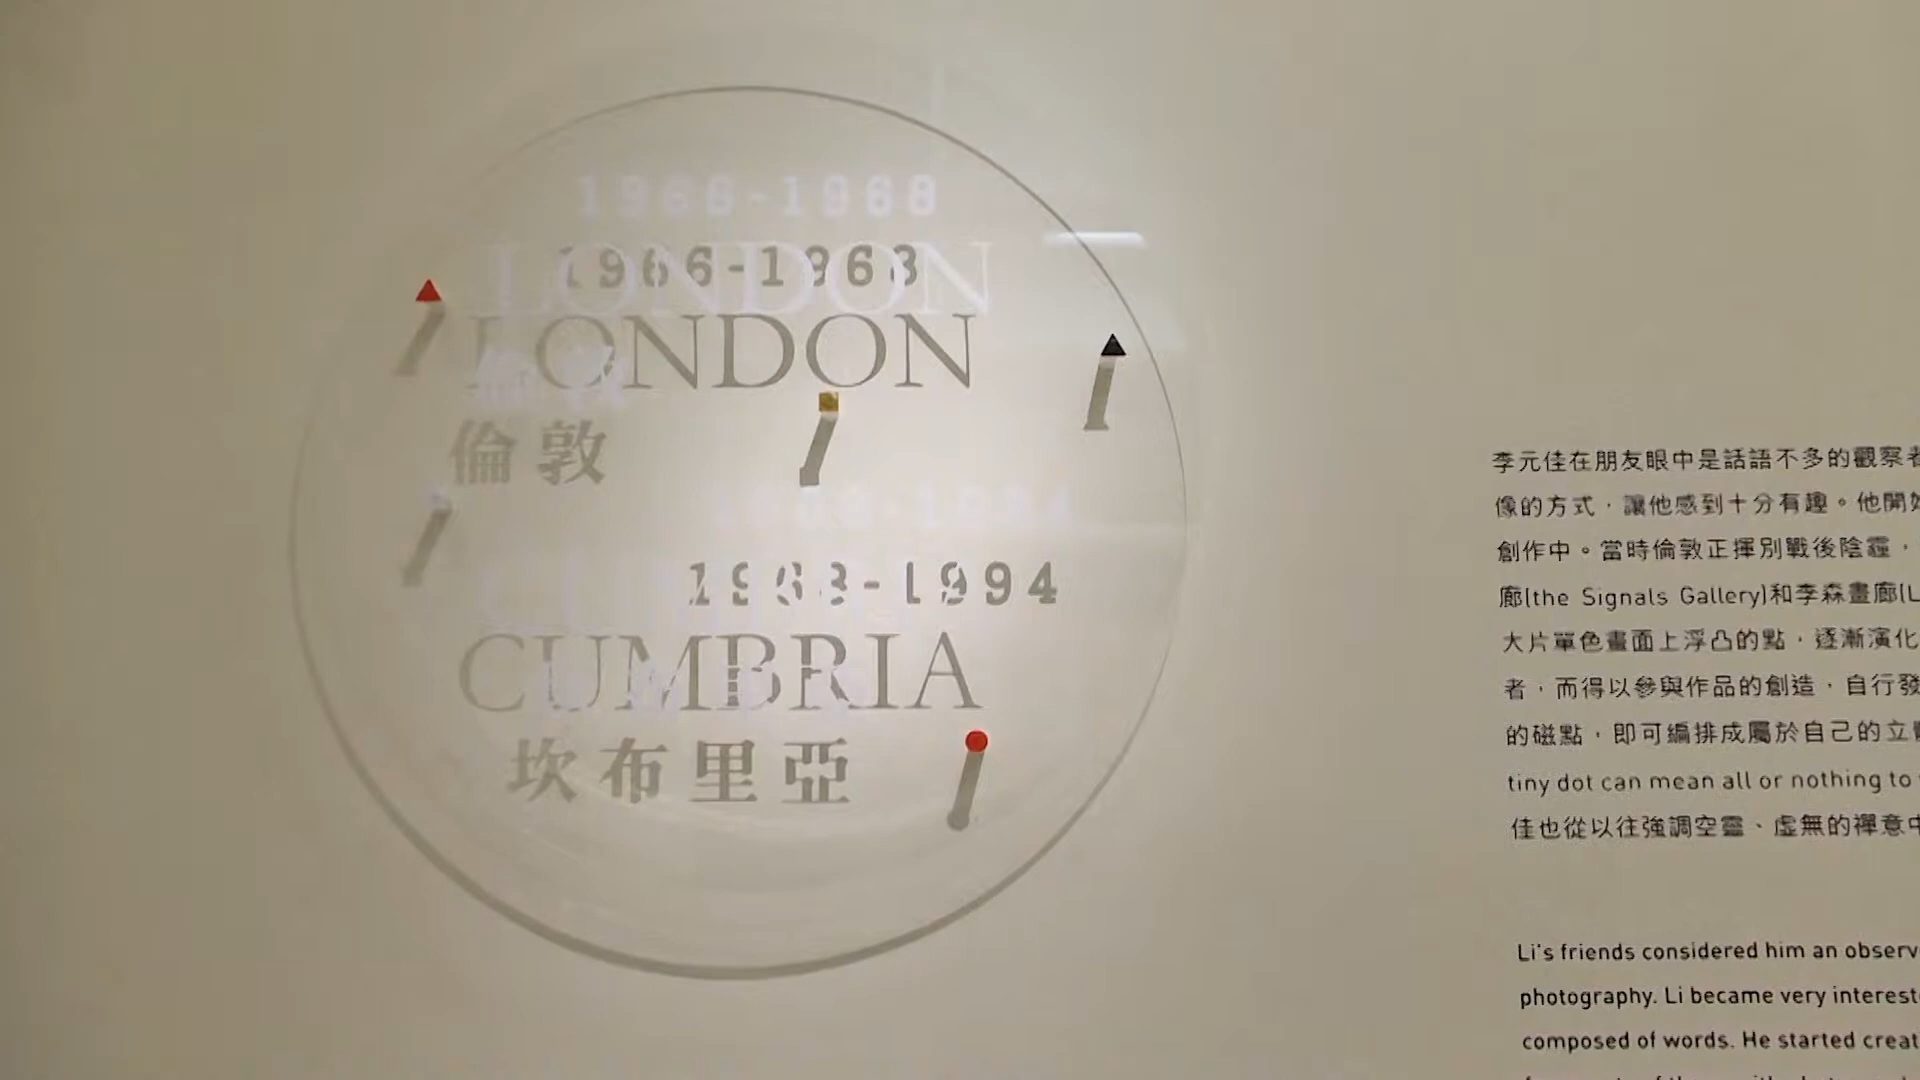 1966-1968
LONDON
倫敦
1968-1994
CUMBRIA
坎布里亞
李元佳在朋友眼中是話語不多的觀察者
像的方式，讓他感到十分有趣。他開始
創作中。當時倫敦正揮別戰後陰霾，
廊(the Signals Gallery)和李森畫廊(L
大片單色畫面上浮凸的點，逐漸演化
者，而得以參與作品的創造，自行發
的磁點，即可編排成屬於自己的立體
tiny dot can mean all or nothing to
佳也從以往強調空靈、虛無的禪意中
Li's friends considered him an observ
photography. Li became very interest
composed of words. He started creat